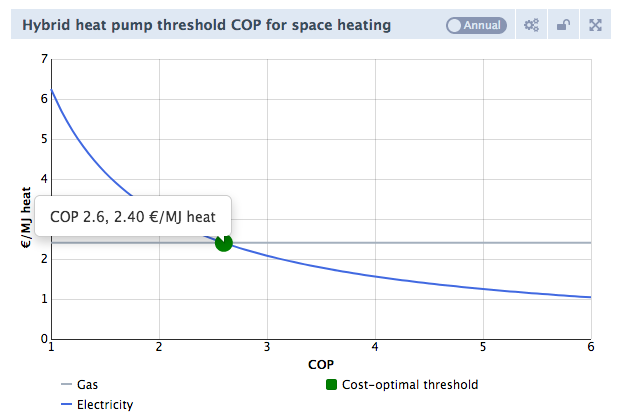 Hybrid heat pump threshold COP for space heating
Annual
7
6
5
4
2
1
0
€/MJ heat
COP 2.6, 2.40 €/MJ heat
1 2 3 4 5 6
COP
Gas
Cost-optimal threshold
Electricity